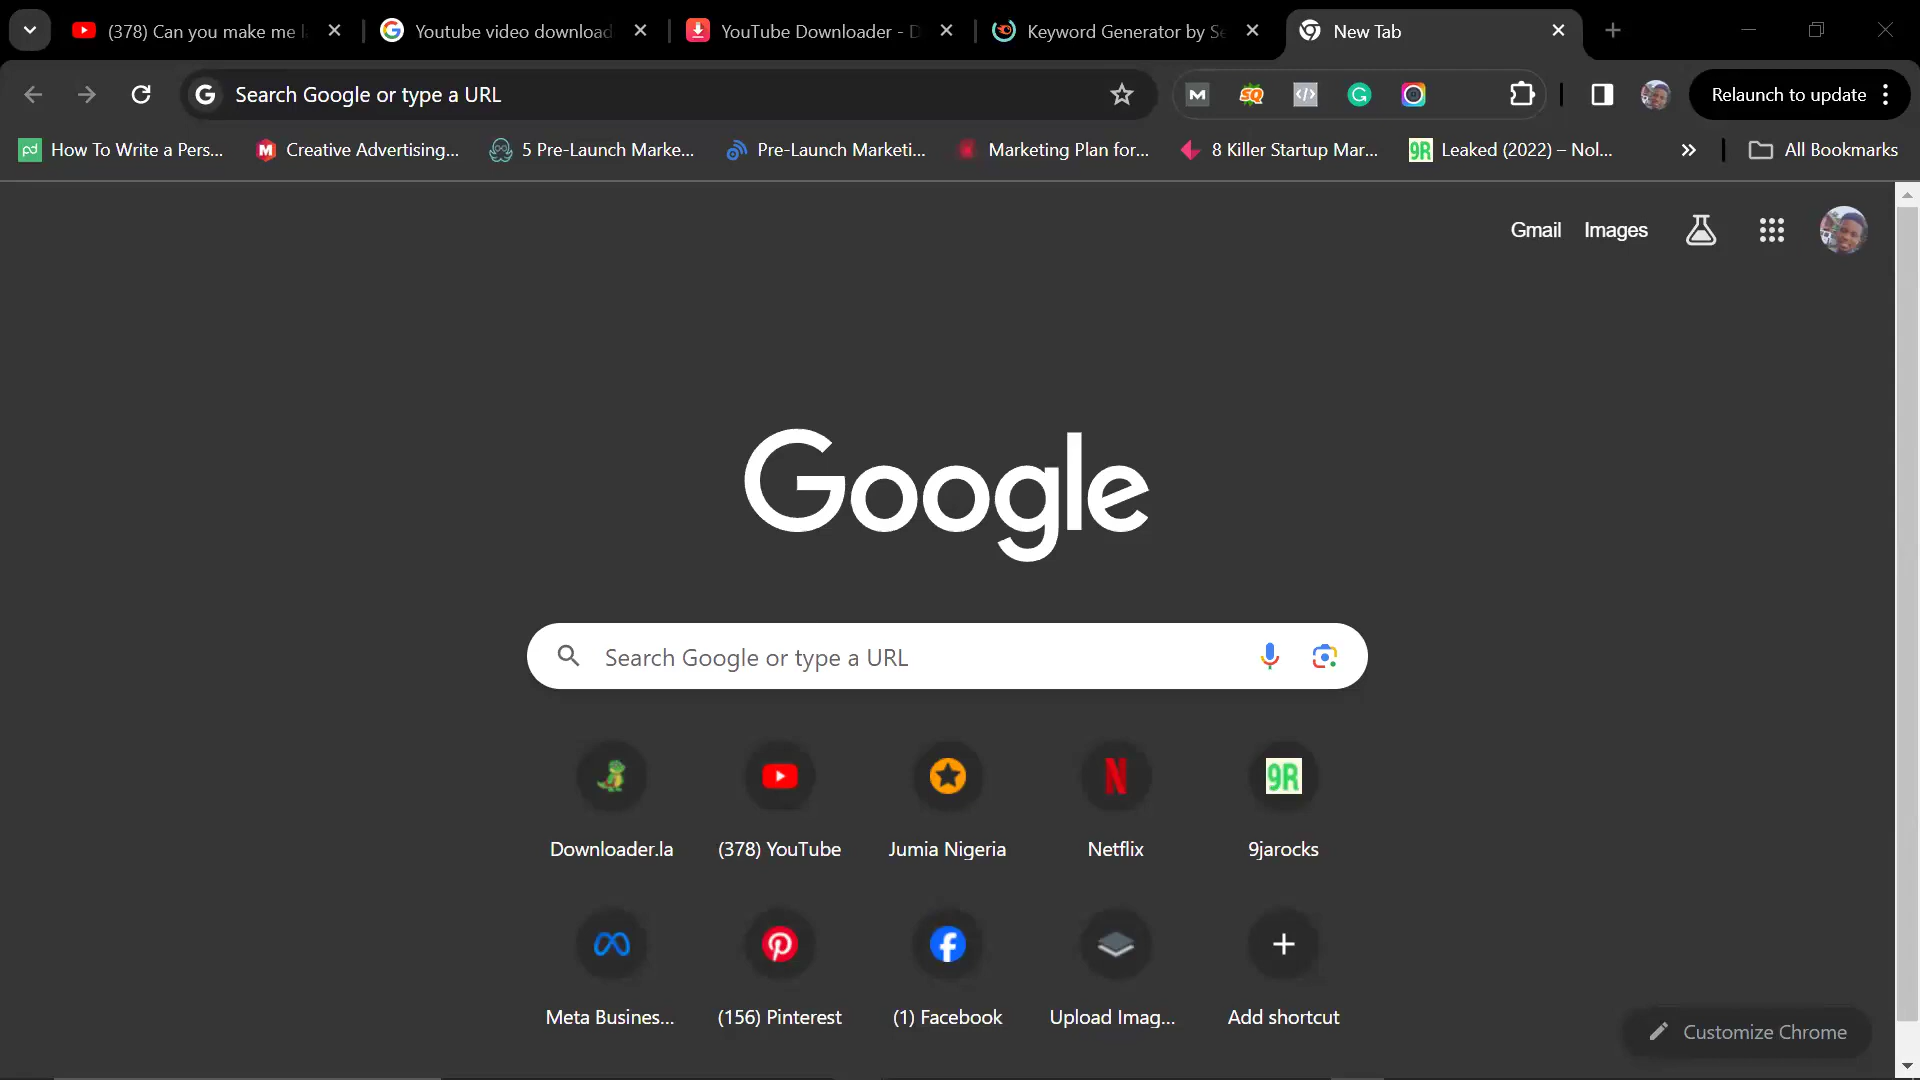 (378) Can you make me l
Youtube video download
YouTube Downloader - D
Keyword Generator by Se
New Tab
Search Google or type a URL
Relaunch to update
How To Write a Pers...
Creative Advertising...
5 Pre-Launch Marke...
Pre-Launch Marketi...
Marketing Plan for...
8 Killer Startup Mar...
9R
Leaked (2022) – Nol...
All Bookmarks
Gmail
Images
Google
Search Google or type a URL
9R
Downloader.la
(378) YouTube
Jumia Nigeria
Netflix
9jarocks
Meta Busines...
(156) Pinterest
(1) Facebook
Upload Imag...
Add shortcut
Customize Chrome